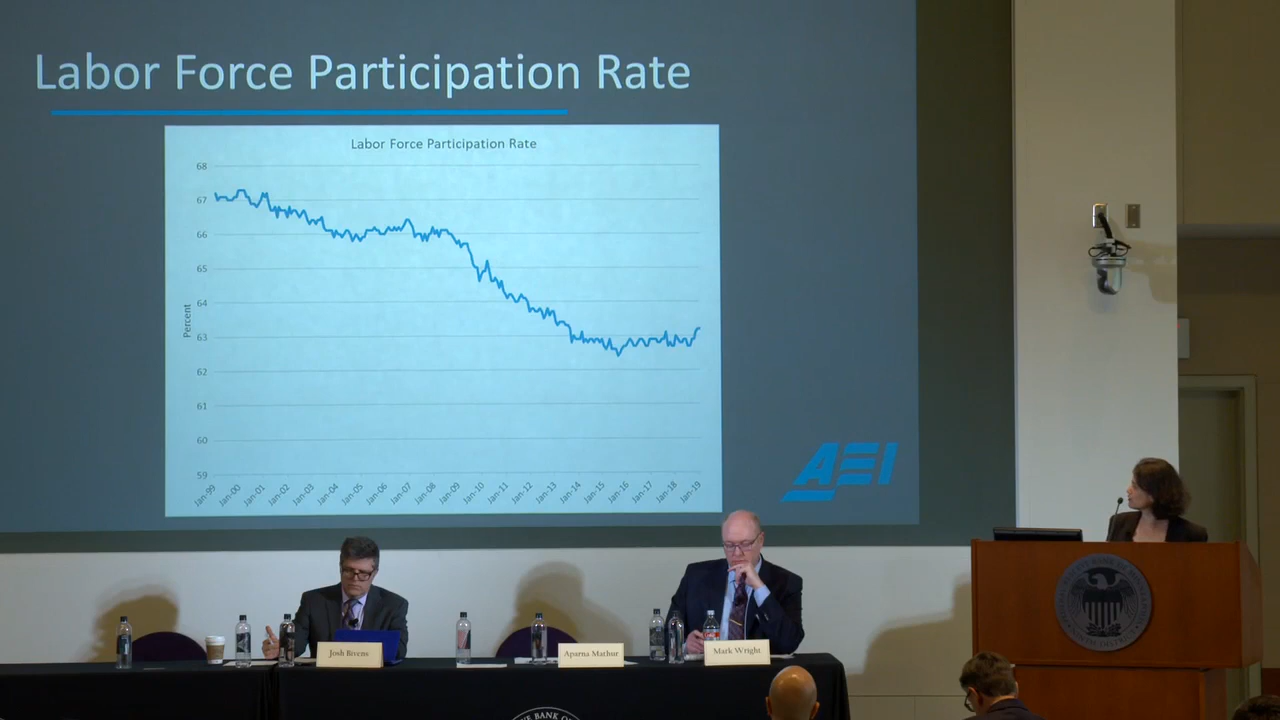 Labor Force Participation Rate
Labor Force Participation Rate
68
67
66
65
64
63
62
61
60
59
Percent
Jan-99
Jan-00
Jan-01
Jan-02
Jan-03
Jan-04
Jan-05
Jan-06
Jan-07
Jan-08
Jan-09
Jan-10
Jan-11
Jan-12
Jan-13
Jan-14
Jan-15
Jan-16
Jan-17
Jan-18
Jan-19
AEI
Josh Bivens
Aparna Mathur
Mark Wright
BANK